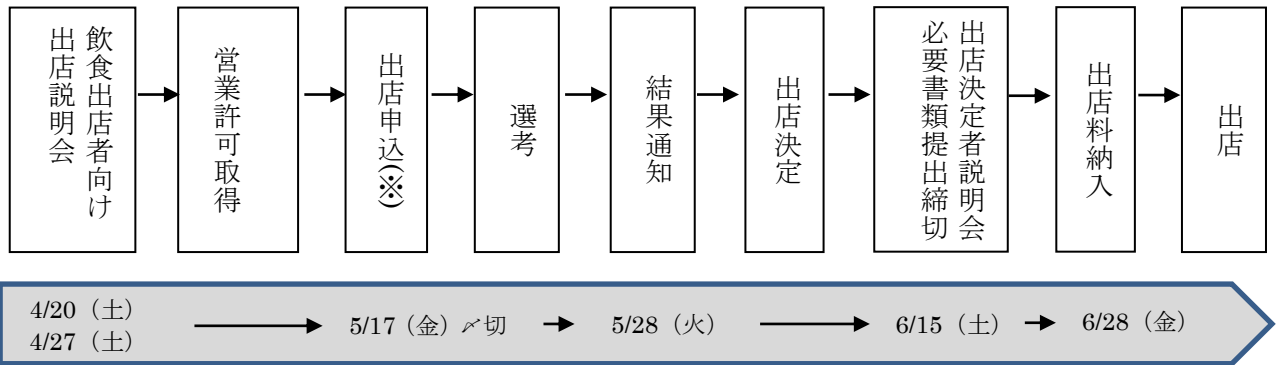 飲食出店者向け
出店説明会
営業許可取得
出店申込(※)
選考
結果通知
出店決定
出店決定者説明会
必要書類提出締切
出店料納入
出店
4/20（土）
4/27（土）
5/17（金）〆切
5/28（火）
6/15（土）
6/28（金）